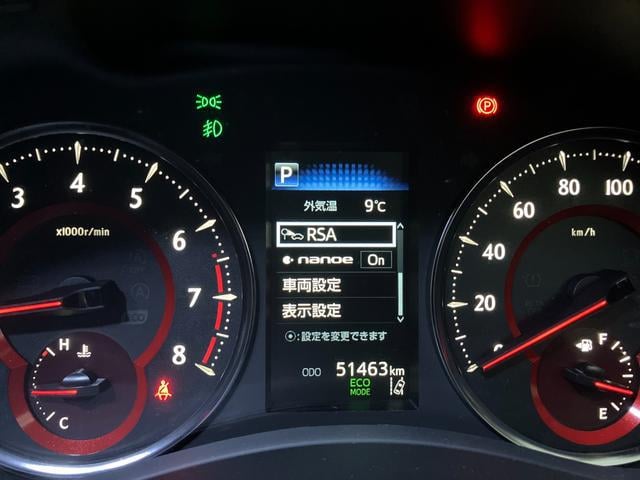 P
P
外気温 9℃
RSA
nanoe On
車両設定
表示設定
:設定を変更できます
ODO 51463km
ECO
MODE
3
4
5
6
7
8
x1000r/min
H
C
0
20
40
60
80
100
km/h
F
E